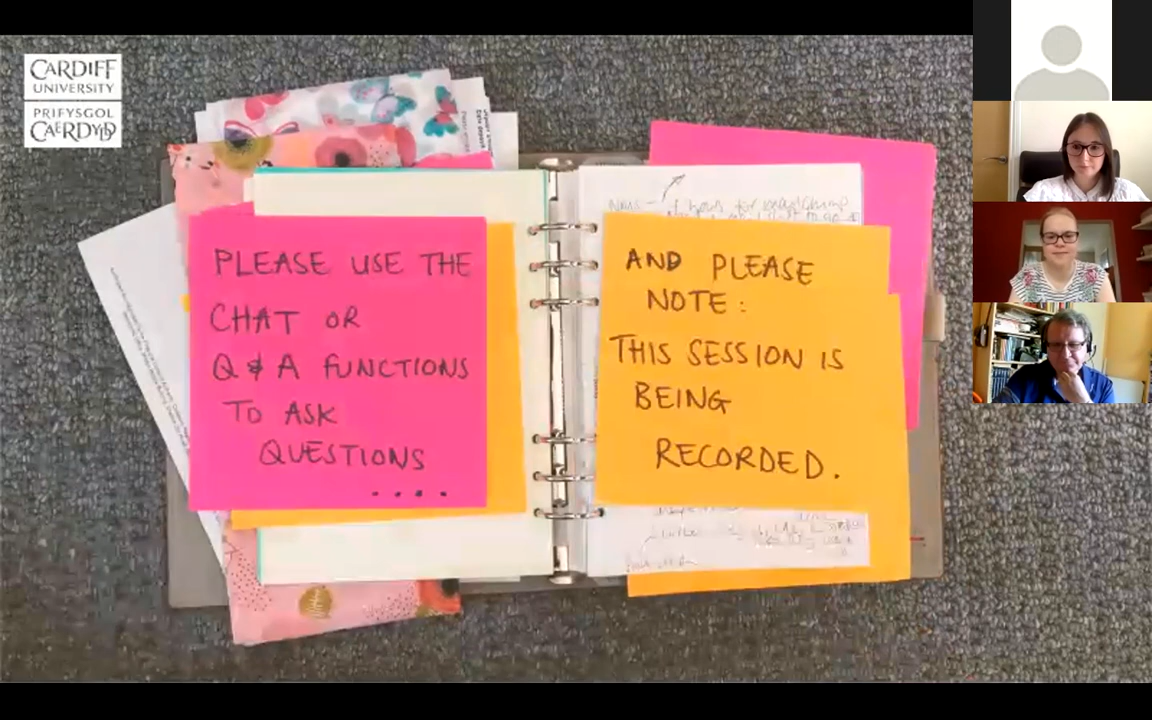 CARDIFF
UNIVERSITY
PRIFYSGOL
CAERDYDD
PLEASE USE THE
CHAT OR
Q & A FUNCTIONS
TO ASK
QUESTIONS
....
AND PLEASE
NOTE:
THIS SESSION IS
BEING
RECORDED.